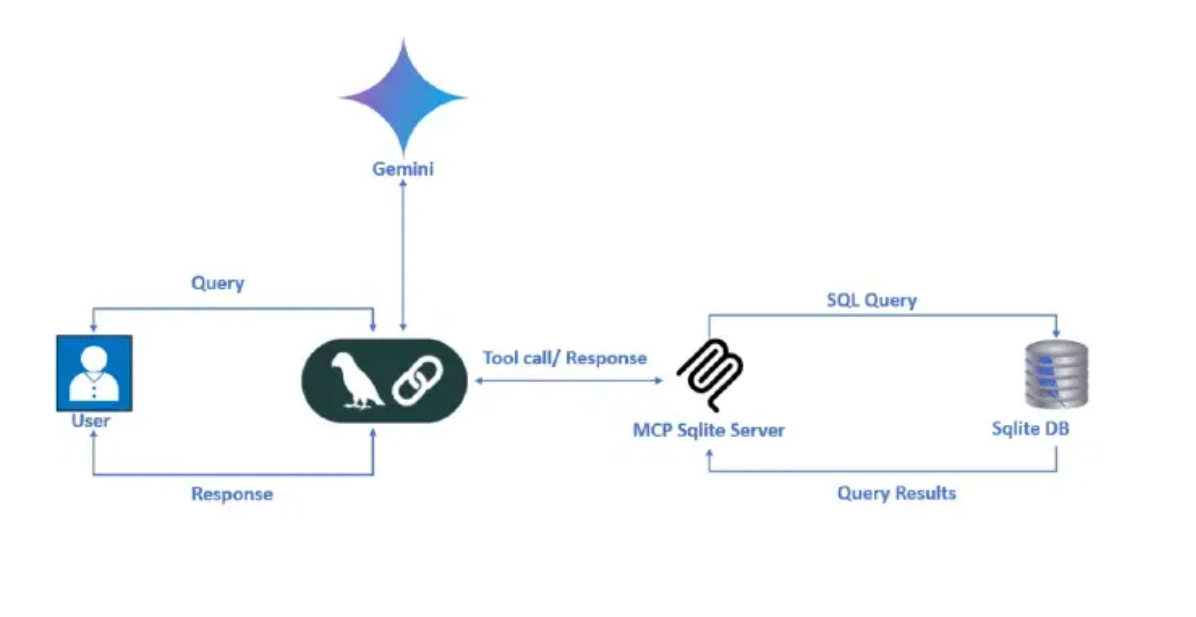 Gemini
Query
SQL Query
Tool call/ Response
User
MCP Sqlite Server
Sqlite DB
Response
Query Results